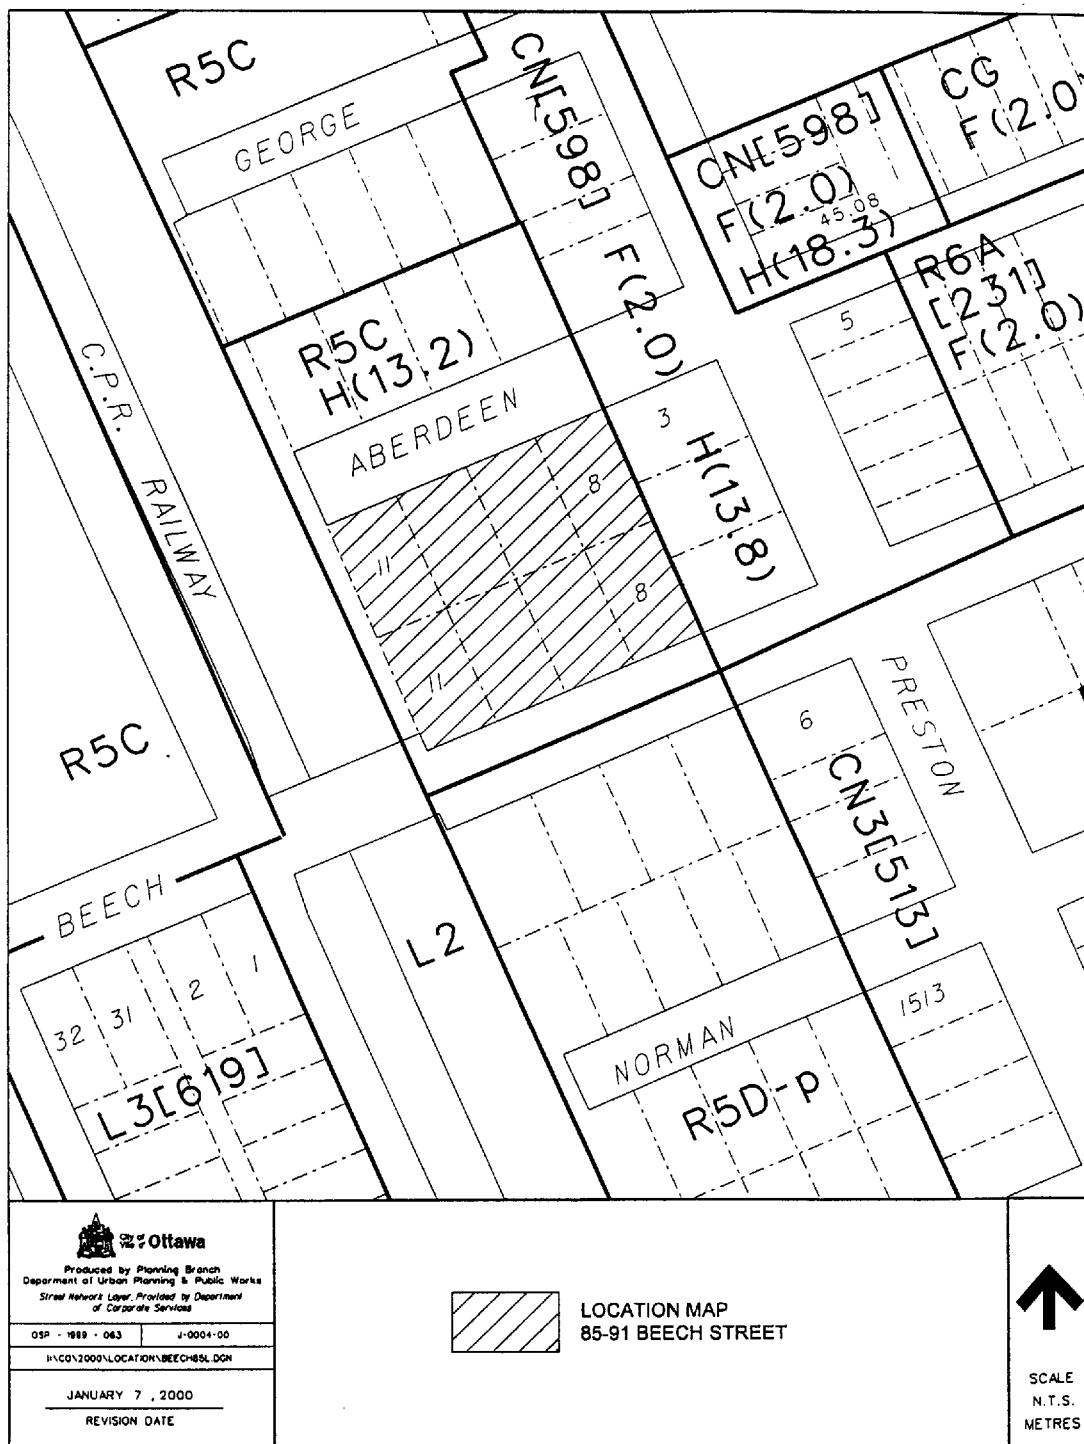 R5C
GEORGE
CN[598] F(2.0) H(13.8)
CN[598]
F(2.0)
45.08
H(18.3)
CG
F(2.0
R6A
[231]
F(2.0)
5
C.P.R. RAILWAY
R5C
H(13.2)
ABERDEEN
3
8
11
8
11
R5C
PRESTON
6
CN3[513]
BEECH
L2
1
2
31
32
L3[619]
NORMAN
1513
R5D-p
City of
Ville d'
Ottawa
Produced by Planning Branch
Deparment of Urban Planning & Public Works
Street Network Layer, Provided by Department
of Corporate Services
OSP - 1999 - 063
J-0004-00
I:\CO\2000\LOCATION\BEECH85L.DGN
JANUARY 7 , 2000
REVISION DATE
LOCATION MAP
85-91 BEECH STREET
SCALE
N.T.S.
METRES